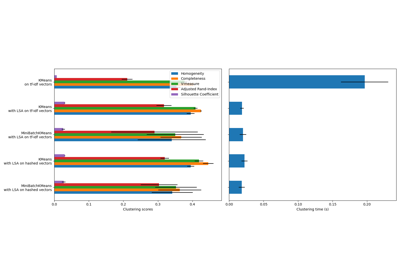 Homogeneity
Completeness
V-measure
Adjusted Rand-Index
Silhouette Coefficient
KMeans
on tf-idf vectors
KMeans
with LSA on tf-idf vectors
MiniBatchKMeans
with LSA on tf-idf vectors
KMeans
with LSA on hashed vectors
MiniBatchKMeans
with LSA on hashed vectors
0.0 0.1 0.2 0.3 0.4
Clustering scores
0.00 0.05 0.10 0.15 0.20
Clustering time (s)